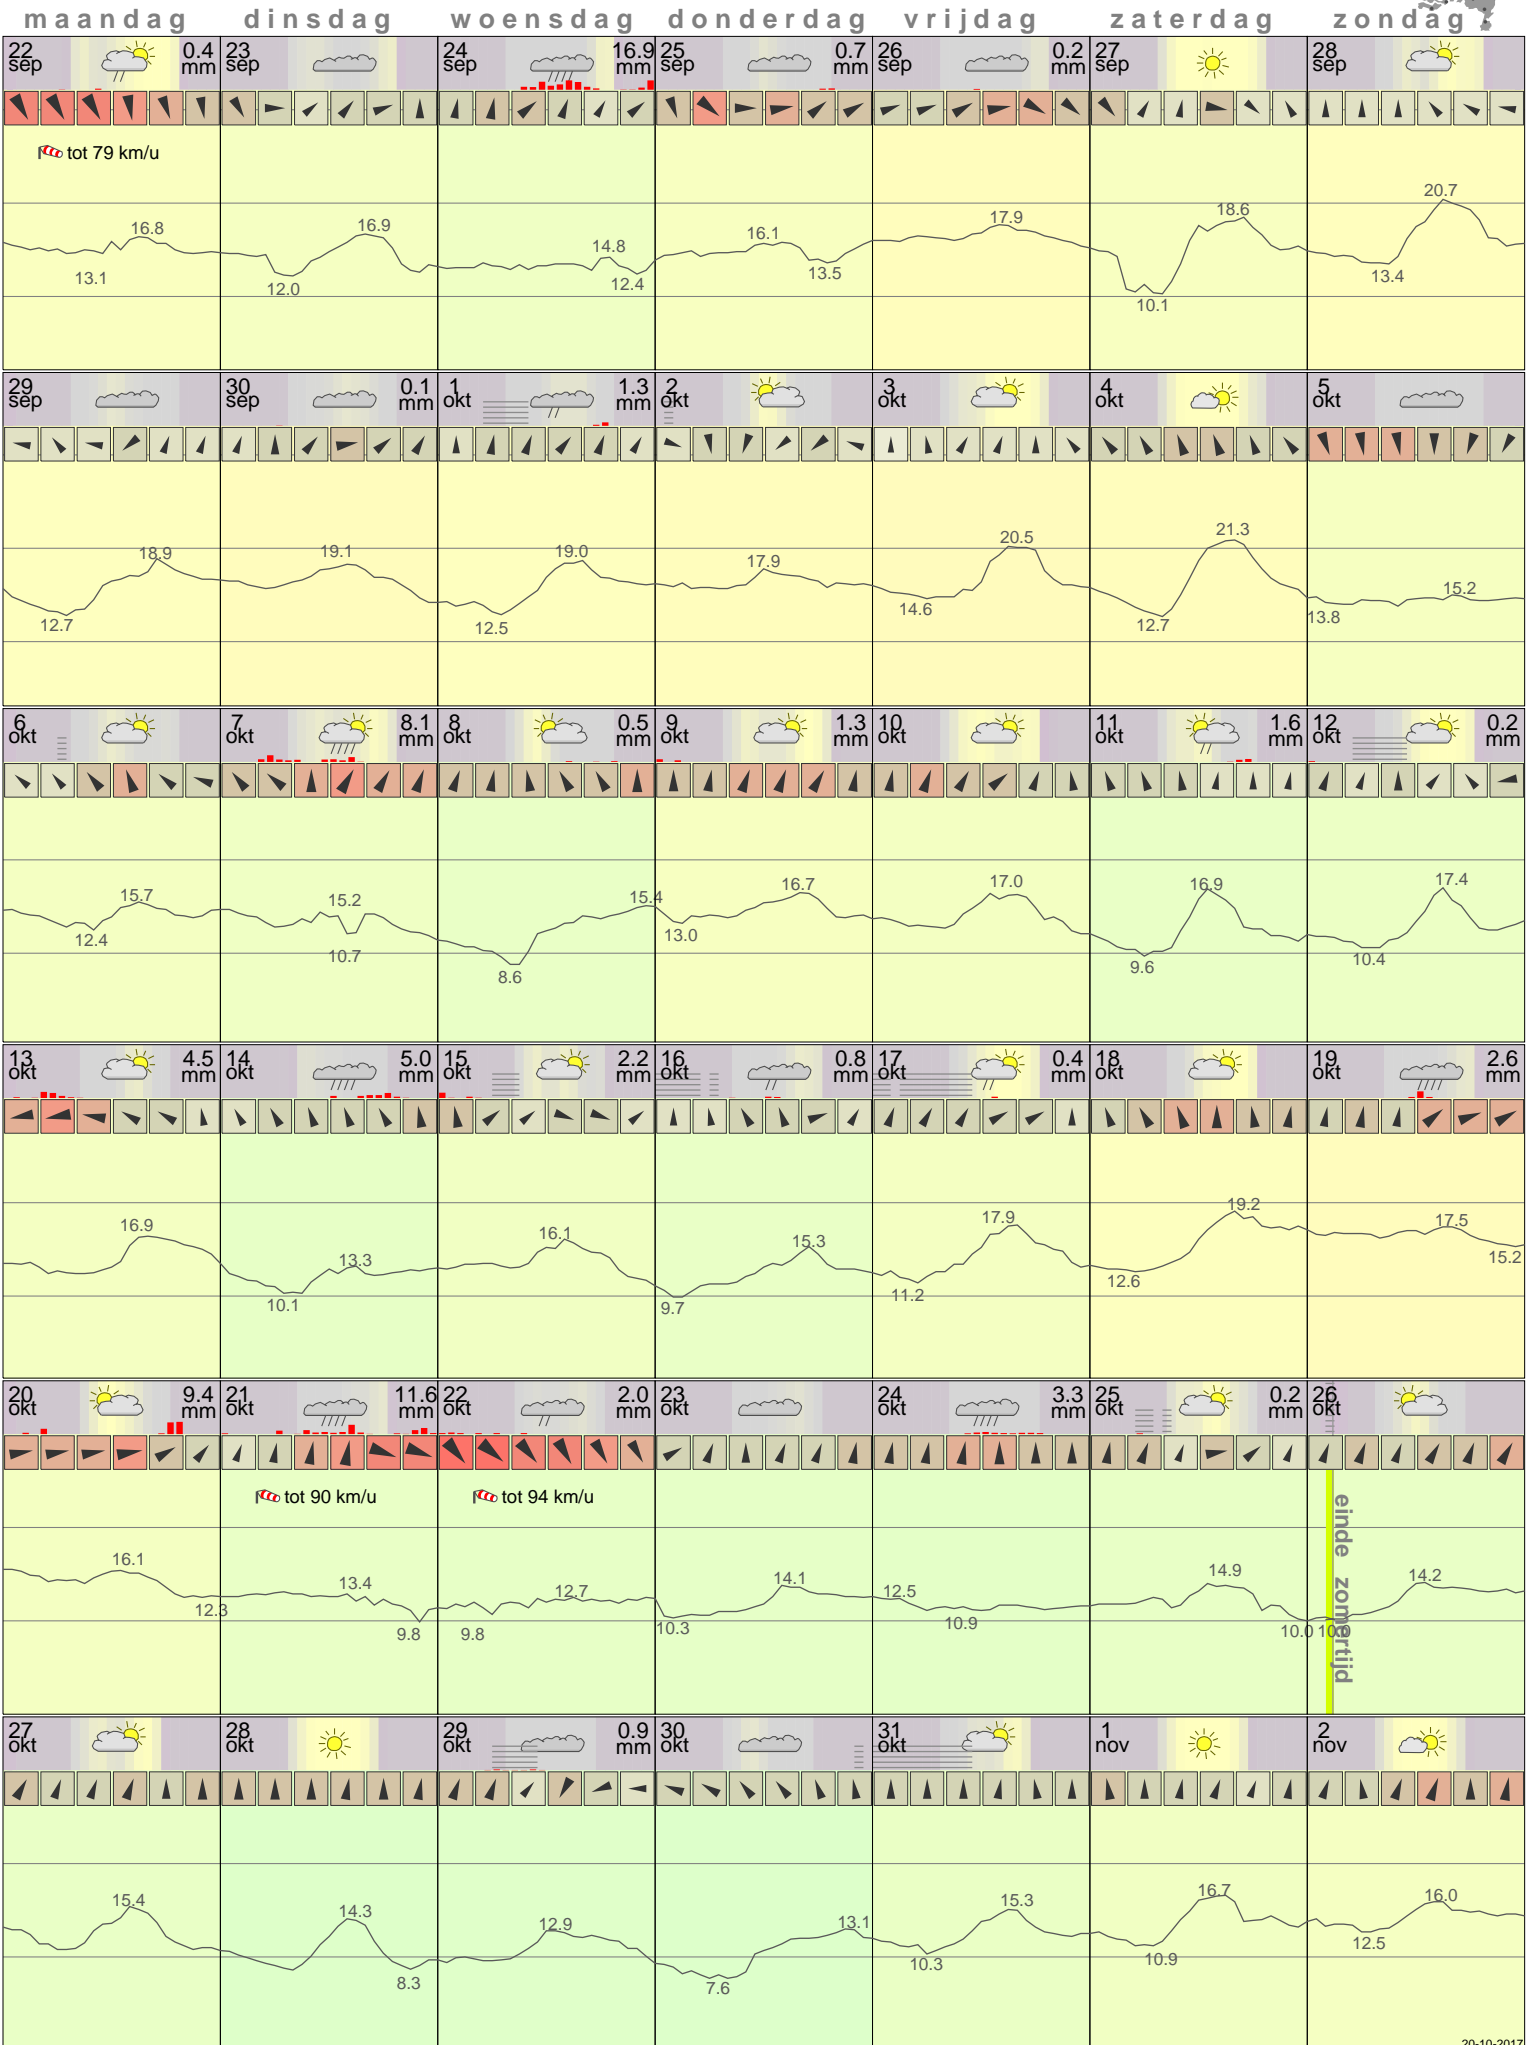 maandag dinsdag woensdag donderdag vrijdag zaterdag zondag
22 sep 0.4 mm 23 sep 24 sep 16.9 mm 25 sep 0.7 mm 26 sep 0.2 mm 27 sep 28 sep
tot 79 km/u
16.8 13.1 16.9 12.0 14.8 12.4 16.1 13.5 17.9 18.6 10.1 20.7 13.4
29 sep 30 sep 0.1 mm 1 okt 1.3 mm 2 okt 3 okt 4 okt 5 okt
18.9 12.7 19.1 19.0 12.5 17.9 20.5 14.6 21.3 12.7 13.8 15.2
6 okt 7 okt 8.1 mm 8 okt 0.5 mm 9 okt 1.3 mm 10 okt 11 okt 1.6 mm 12 okt 0.2 mm
15.7 12.4 15.2 10.7 8.6 15.4 13.0 16.7 17.0 16.9 9.6 17.4 10.4
13 okt 4.5 mm 14 okt 5.0 mm 15 okt 2.2 mm 16 okt 0.8 mm 17 okt 0.4 mm 18 okt 19 okt 2.6 mm
16.9 10.1 13.3 16.1 9.7 15.3 17.9 11.2 19.2 12.6 17.5 15.2
20 okt 9.4 mm 21 okt 11.6 mm 22 okt 2.0 mm 23 okt 24 okt 3.3 mm 25 okt 0.2 mm 26 okt
tot 90 km/u tot 94 km/u
einde zomertijd
16.1 12.3 13.4 9.8 12.7 9.8 14.1 10.3 12.5 10.9 14.9 10.0 14.2
27 okt 28 okt 29 okt 0.9 mm 30 okt 31 okt 1 nov 2 nov
15.4 14.3 8.3 12.9 7.6 13.1 15.3 10.3 16.7 10.9 16.0 12.5
20-10-2017